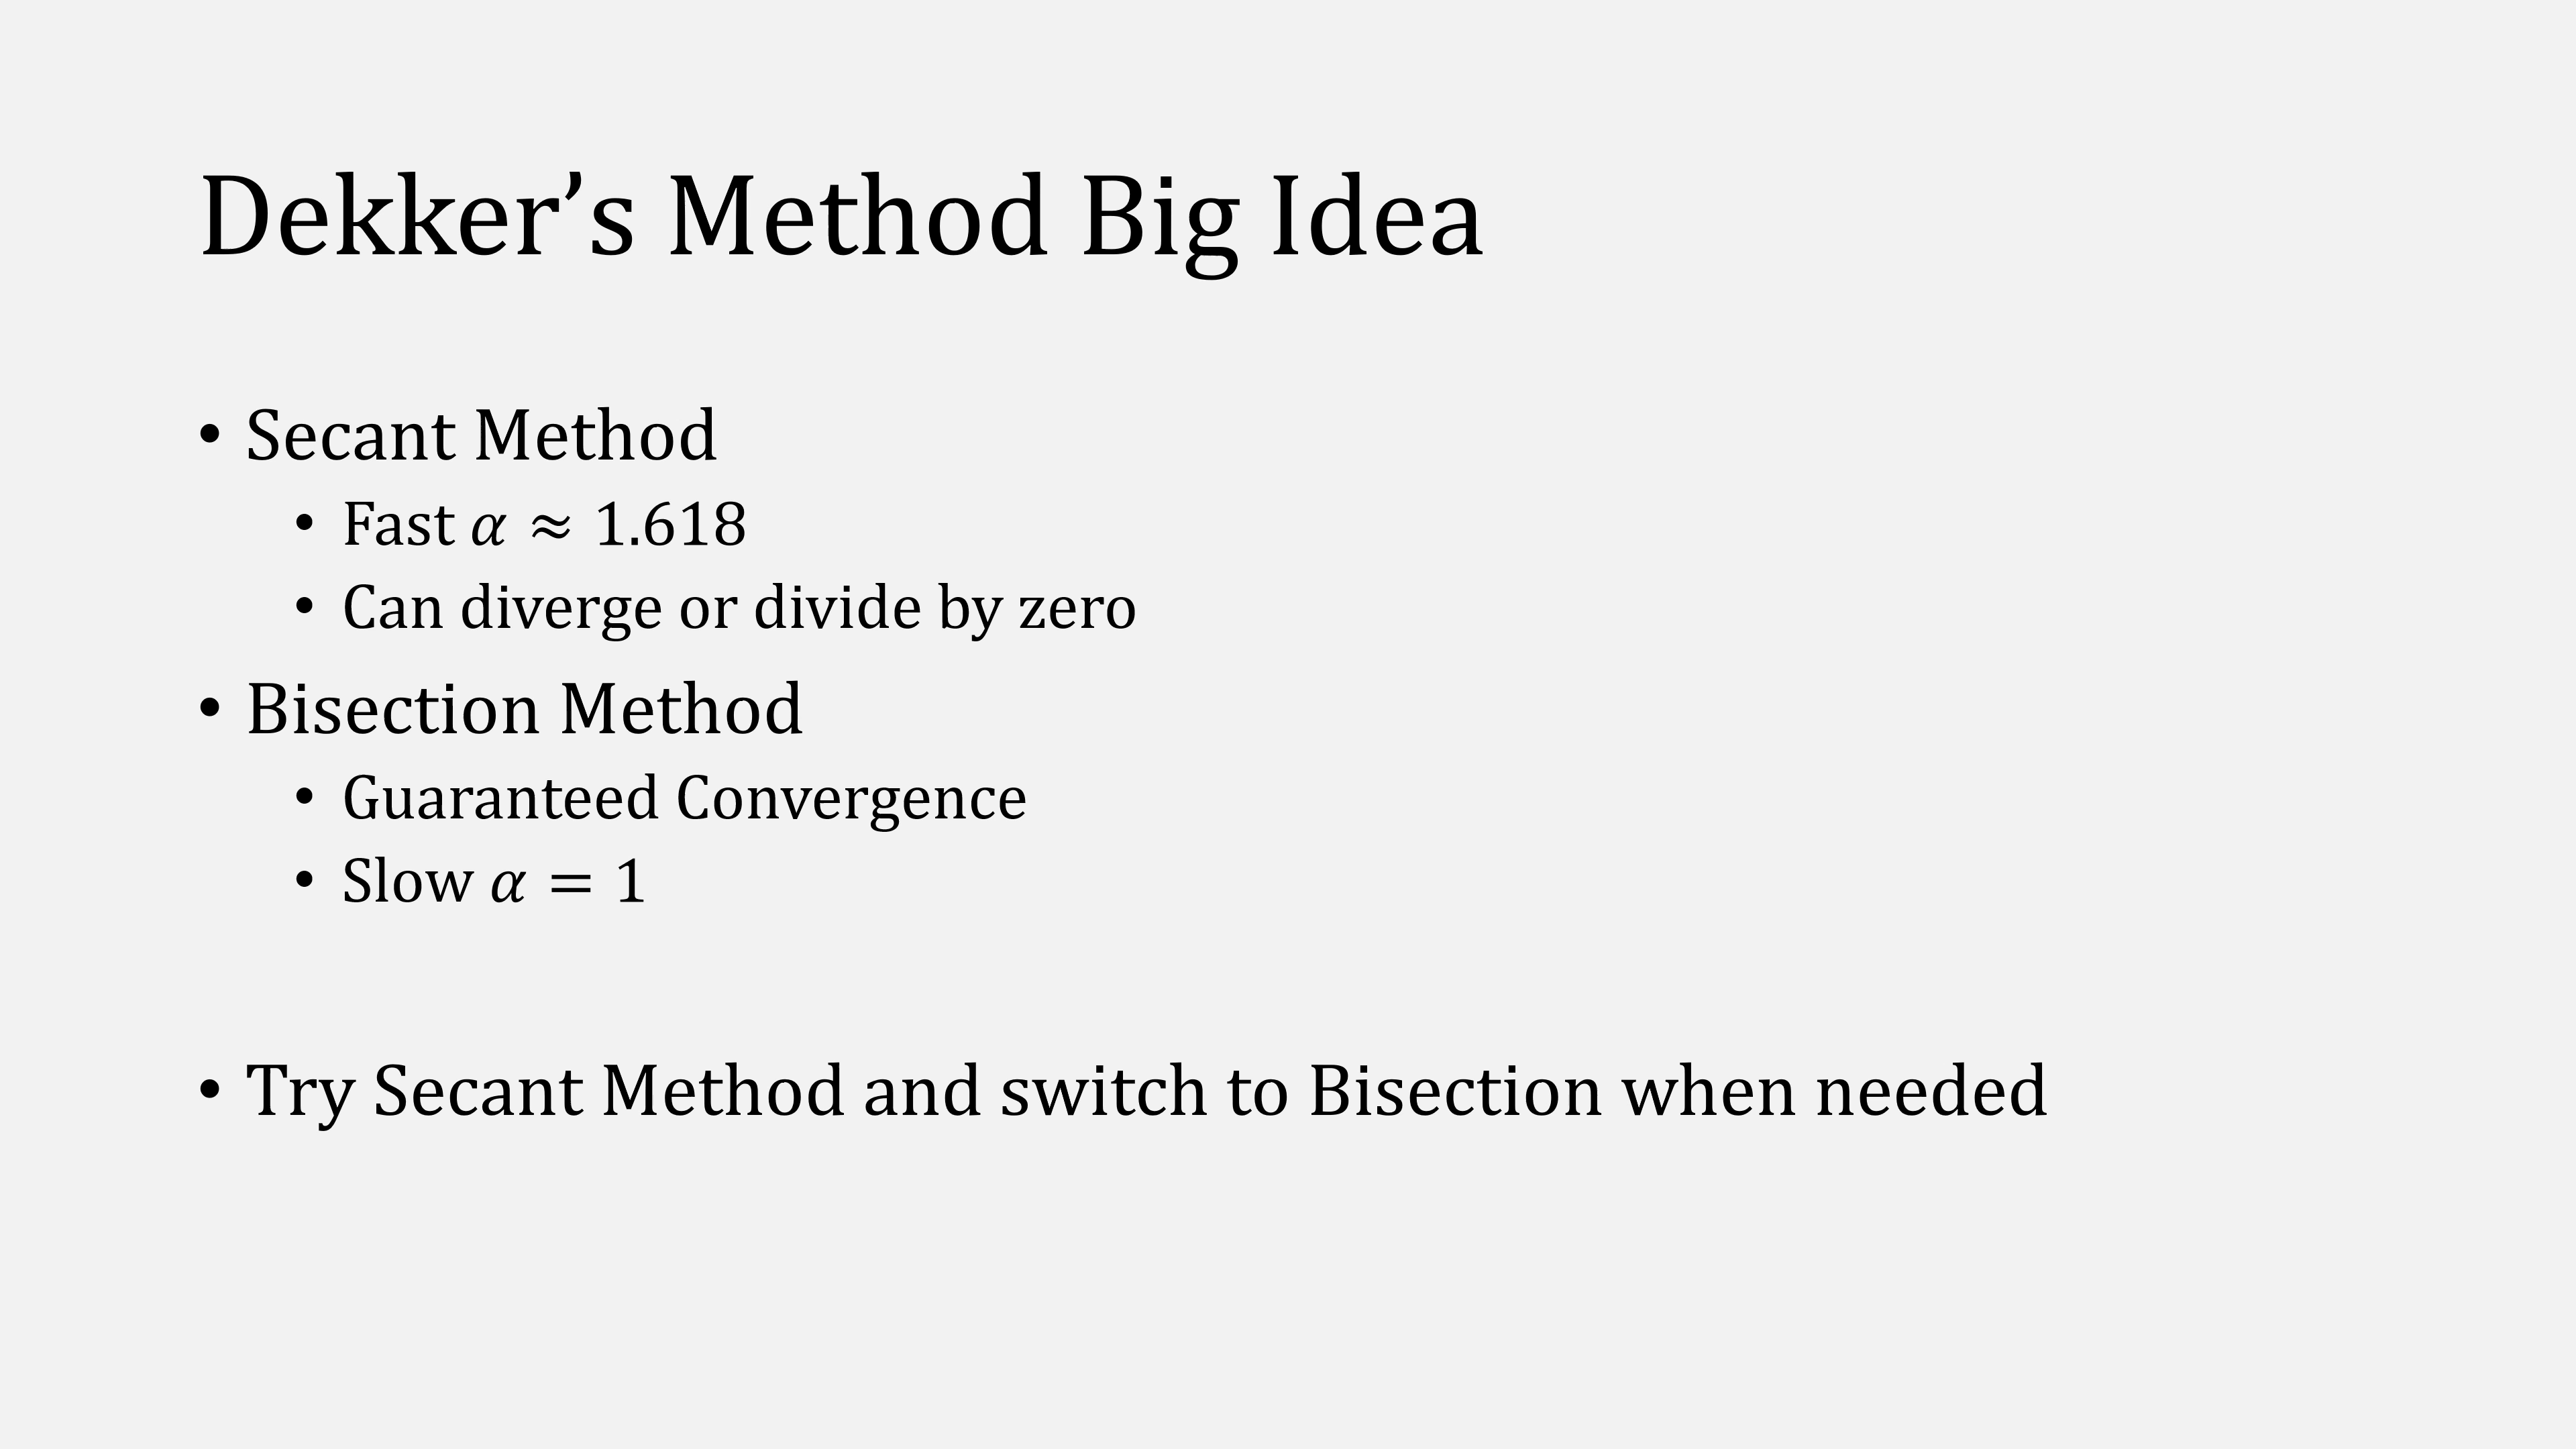 Dekker’s Method Big Idea
• Secant Method
• Fast α ≈ 1.618
• Can diverge or divide by zero
• Bisection Method
• Guaranteed Convergence
• Slow α = 1
• Try Secant Method and switch to Bisection when needed